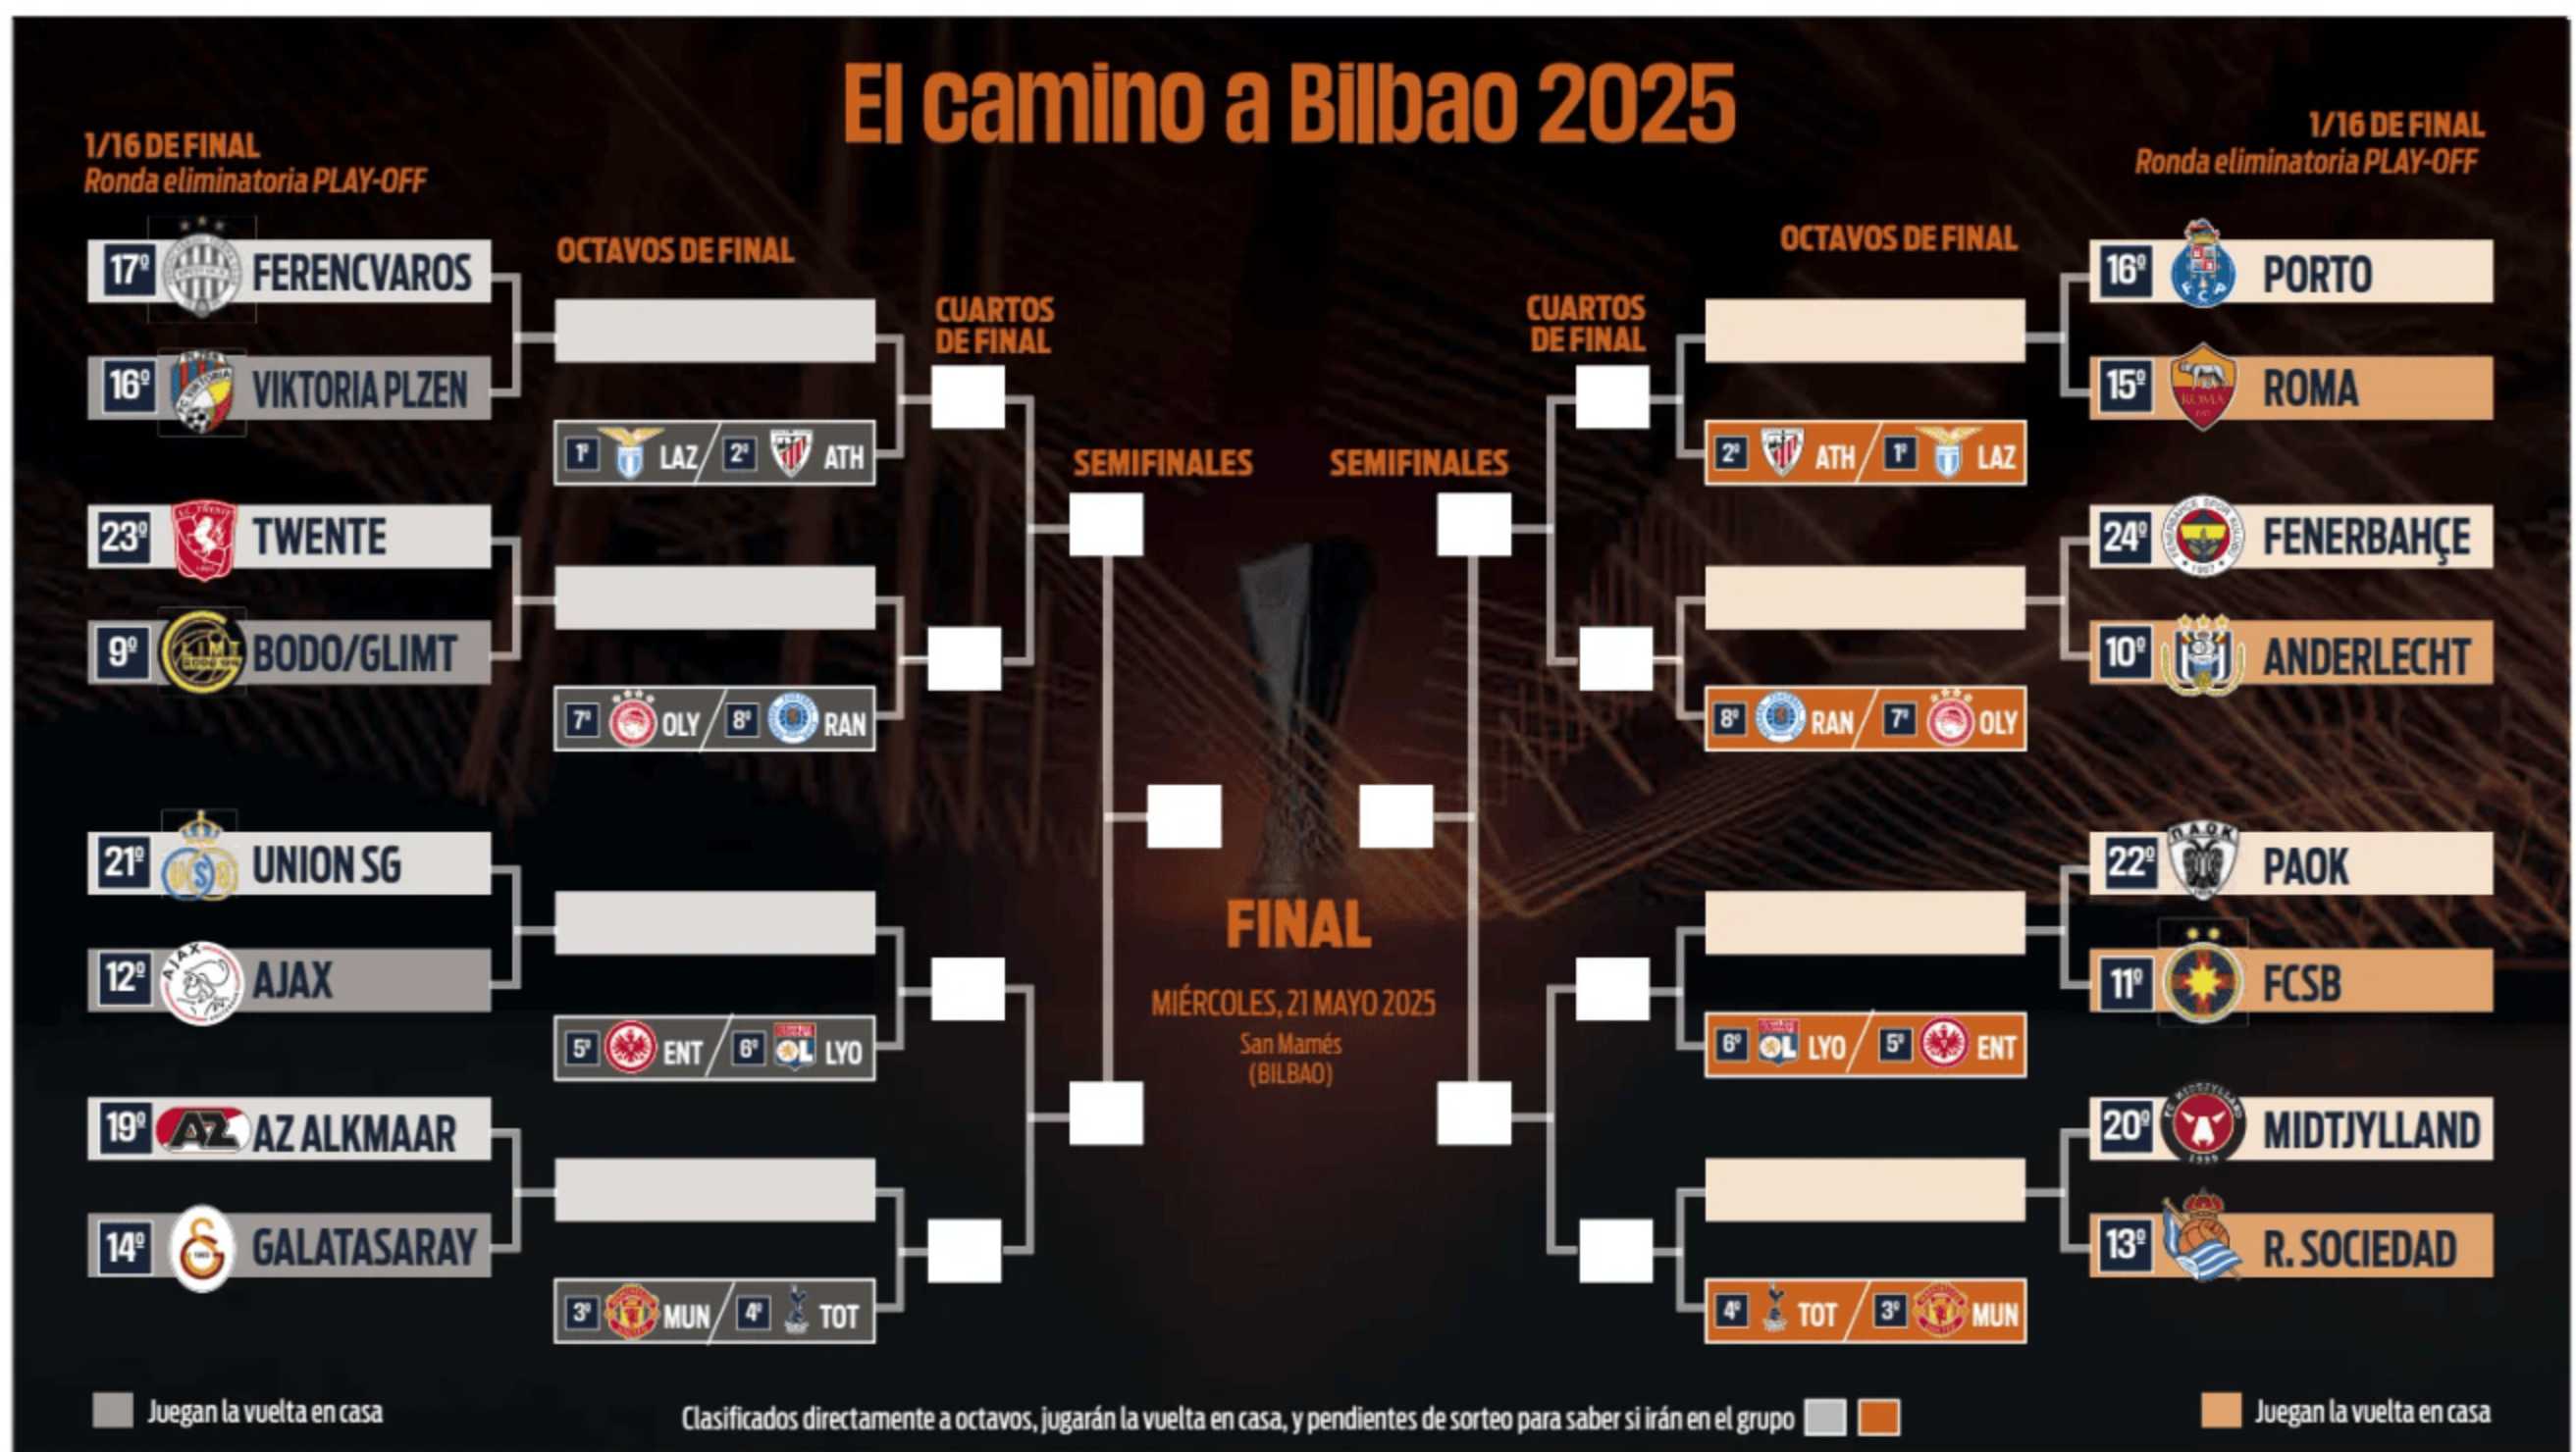 El camino a Bilbao 2025
1/16 DE FINAL
Ronda eliminatoria PLAY-OFF
17º FERENCVAROS
16º VIKTORIA PLZEN
23º TWENTE
9º BODO/GLIMT
21º UNION SG
12º AJAX
19º AZ AZ ALKMAAR
14º GALATASARAY
OCTAVOS DE FINAL
1º LAZ / 2º ATH
7º OLY / 8º RAN
5º ENT / 6º OL LYO
3º MUN / 4º TOT
CUARTOS
DE FINAL
SEMIFINALES
FINAL
MIÉRCOLES, 21 MAYO 2025
San Mamés
(BILBAO)
SEMIFINALES
CUARTOS
DE FINAL
OCTAVOS DE FINAL
2º ATH / 1º LAZ
8º RAN / 7º OLY
6º OL LYO / 5º ENT
4º TOT / 3º MUN
1/16 DE FINAL
Ronda eliminatoria PLAY-OFF
16º FCP PORTO
15º ROMA ROMA
24º FENERBAHÇE
10º ANDERLECHT
22º ΠΑΟΚ PAOK
11º FCSB
20º MIDTJYLLAND
13º R. SOCIEDAD
Juegan la vuelta en casa
Clasificados directamente a octavos, jugarán la vuelta en casa, y pendientes de sorteo para saber si irán en el grupo
Juegan la vuelta en casa